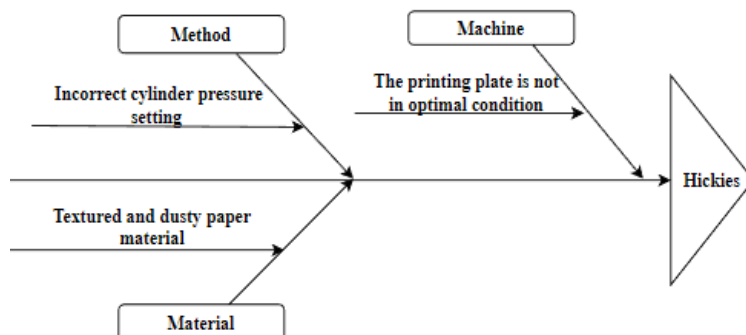 Method
Machine
Incorrect cylinder pressure
setting
The printing plate is not
in optimal condition
Hickies
Textured and dusty paper
material
Material